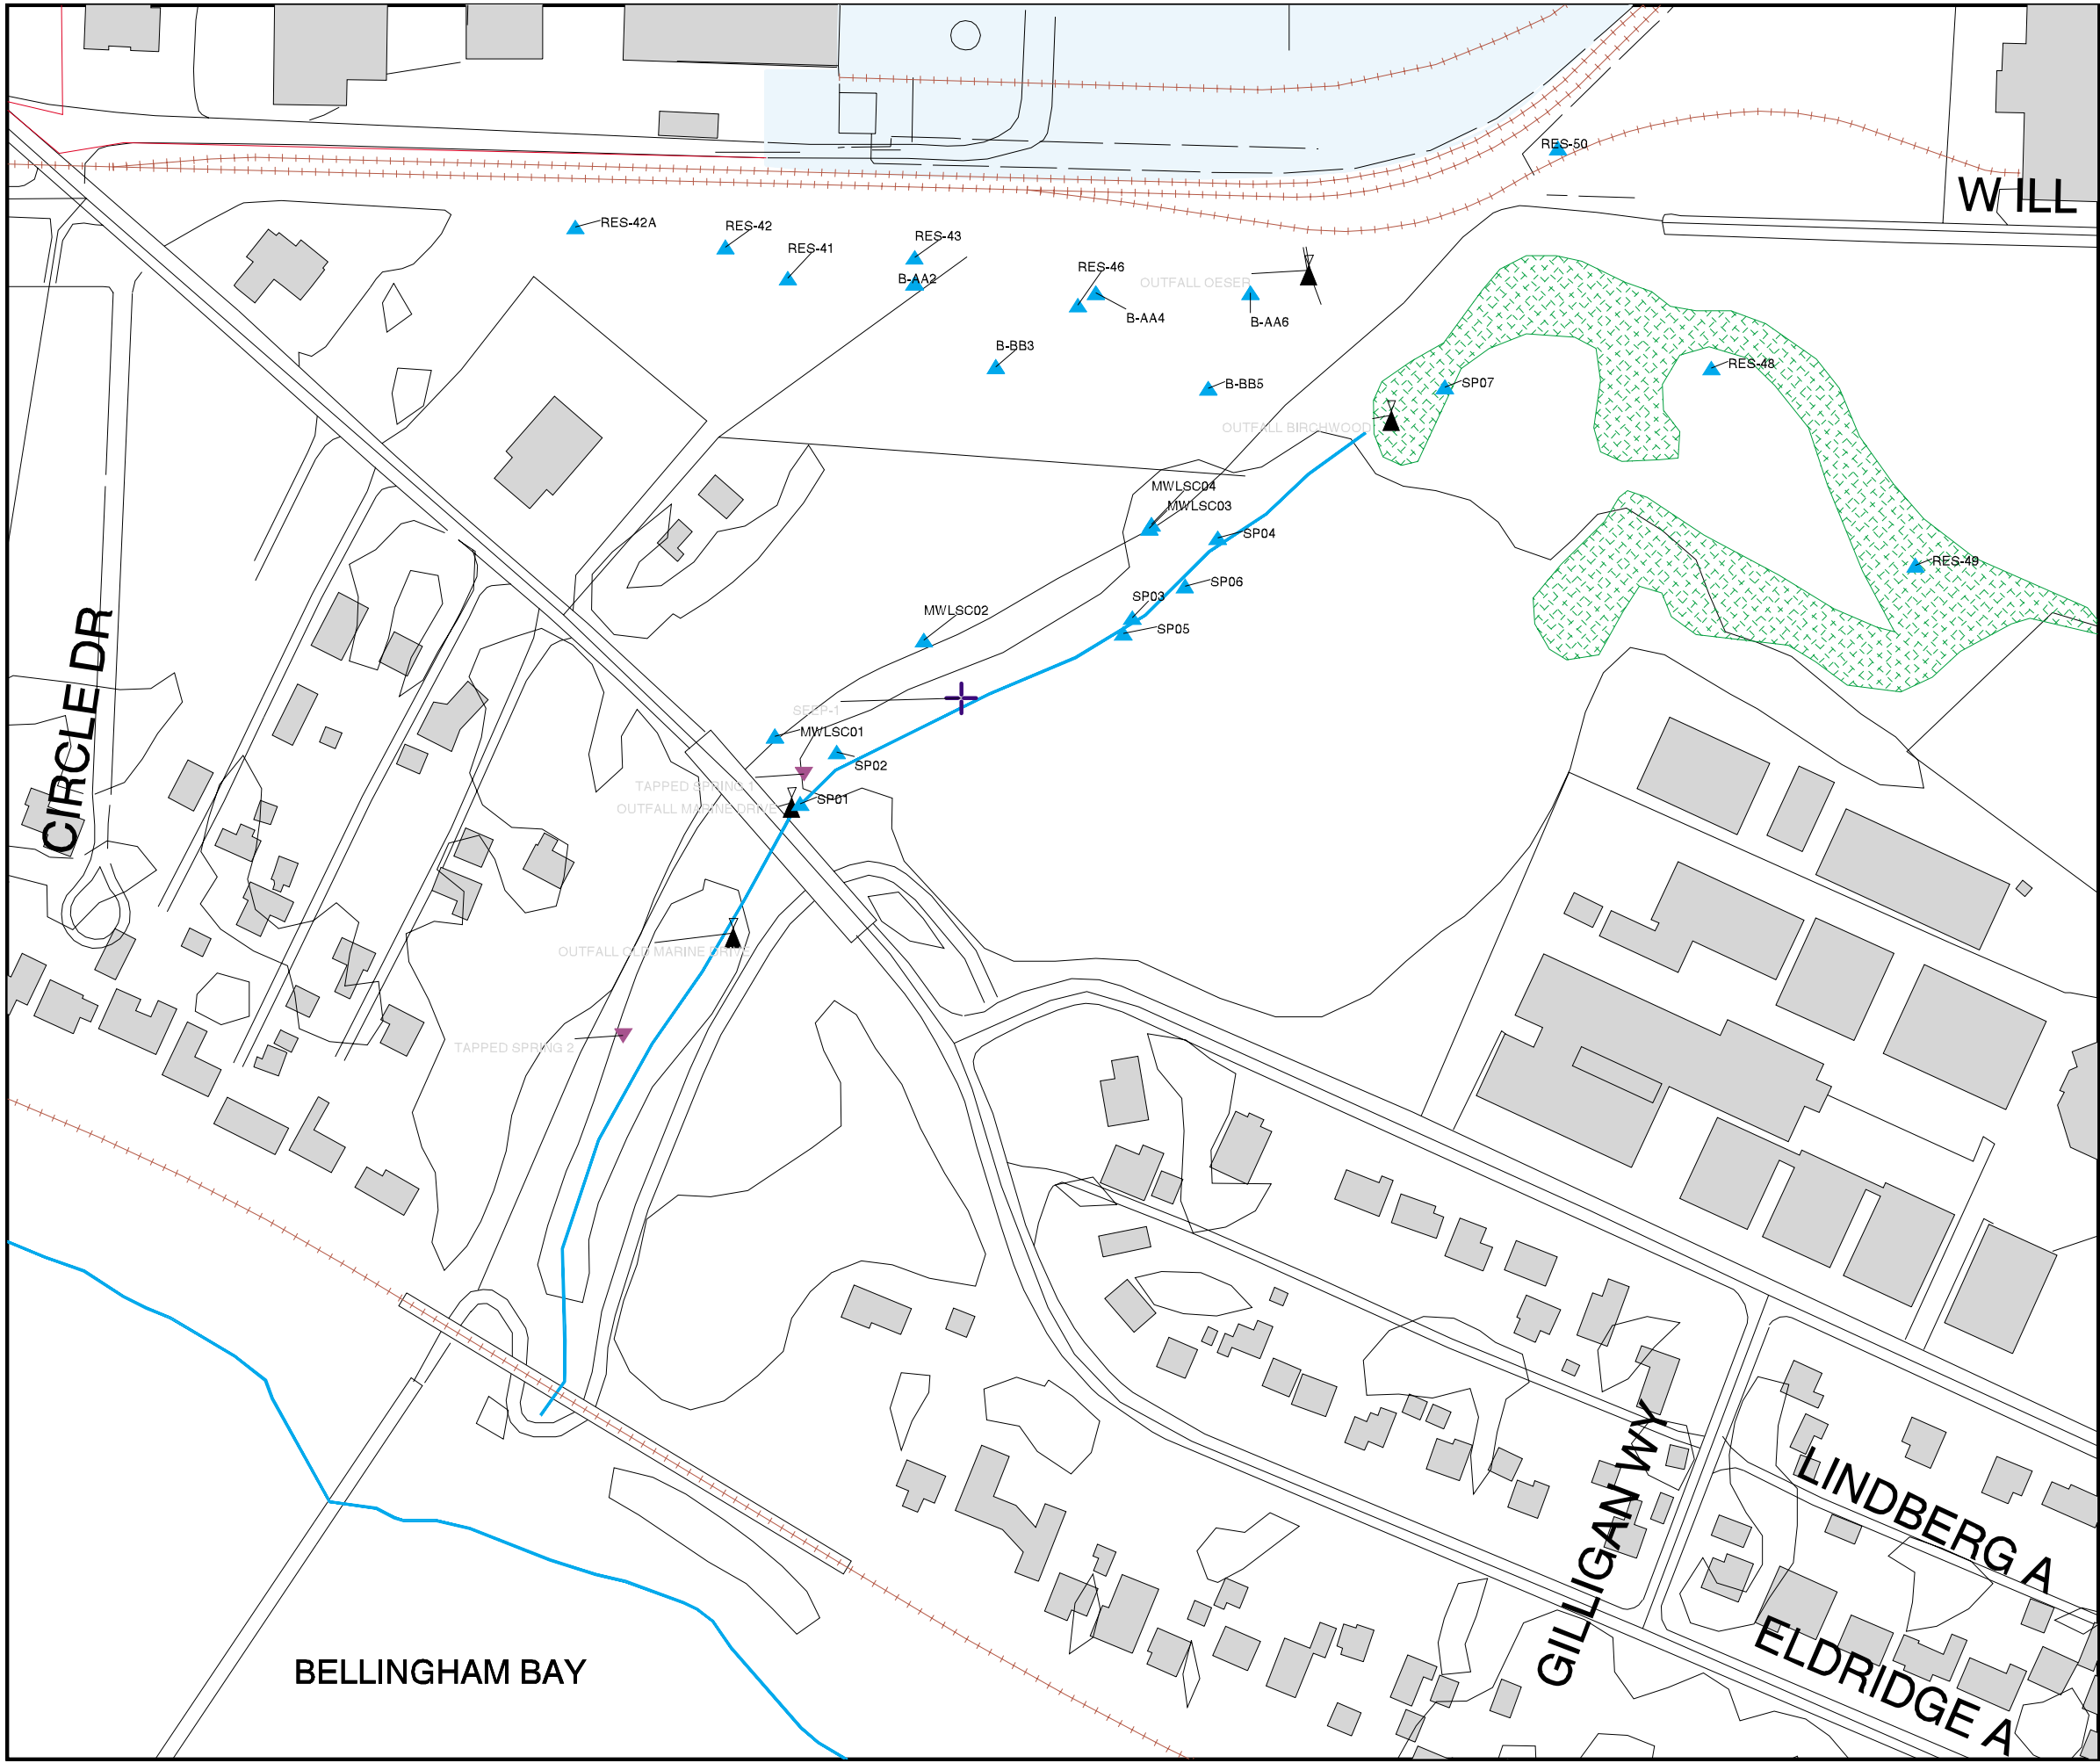 RES-50
W ILL
RES-42A
RES-42
RES-43
RES-41
RES-46
B-AA2
OUTFALL OESER
B-AA4
B-AA6
B-BB3
RES-48
B-BB5
SP07
OUTFALL BIRCHWOOD
MWLSC04
MWLSC03
SP04
RES-49
SP06
SP03
MWLSC02
SP05
CIRCLE DR
SEEP-1
MWLSC01
SP02
TAPPED SPRING 1
SP01
OUTFALL MARINE DRIVE
OUTFALL OLD MARINE DRIVE
TAPPED SPRING 2
GILLIGAN WY
LINDBERG A
ELDRIDGE A
BELLINGHAM BAY